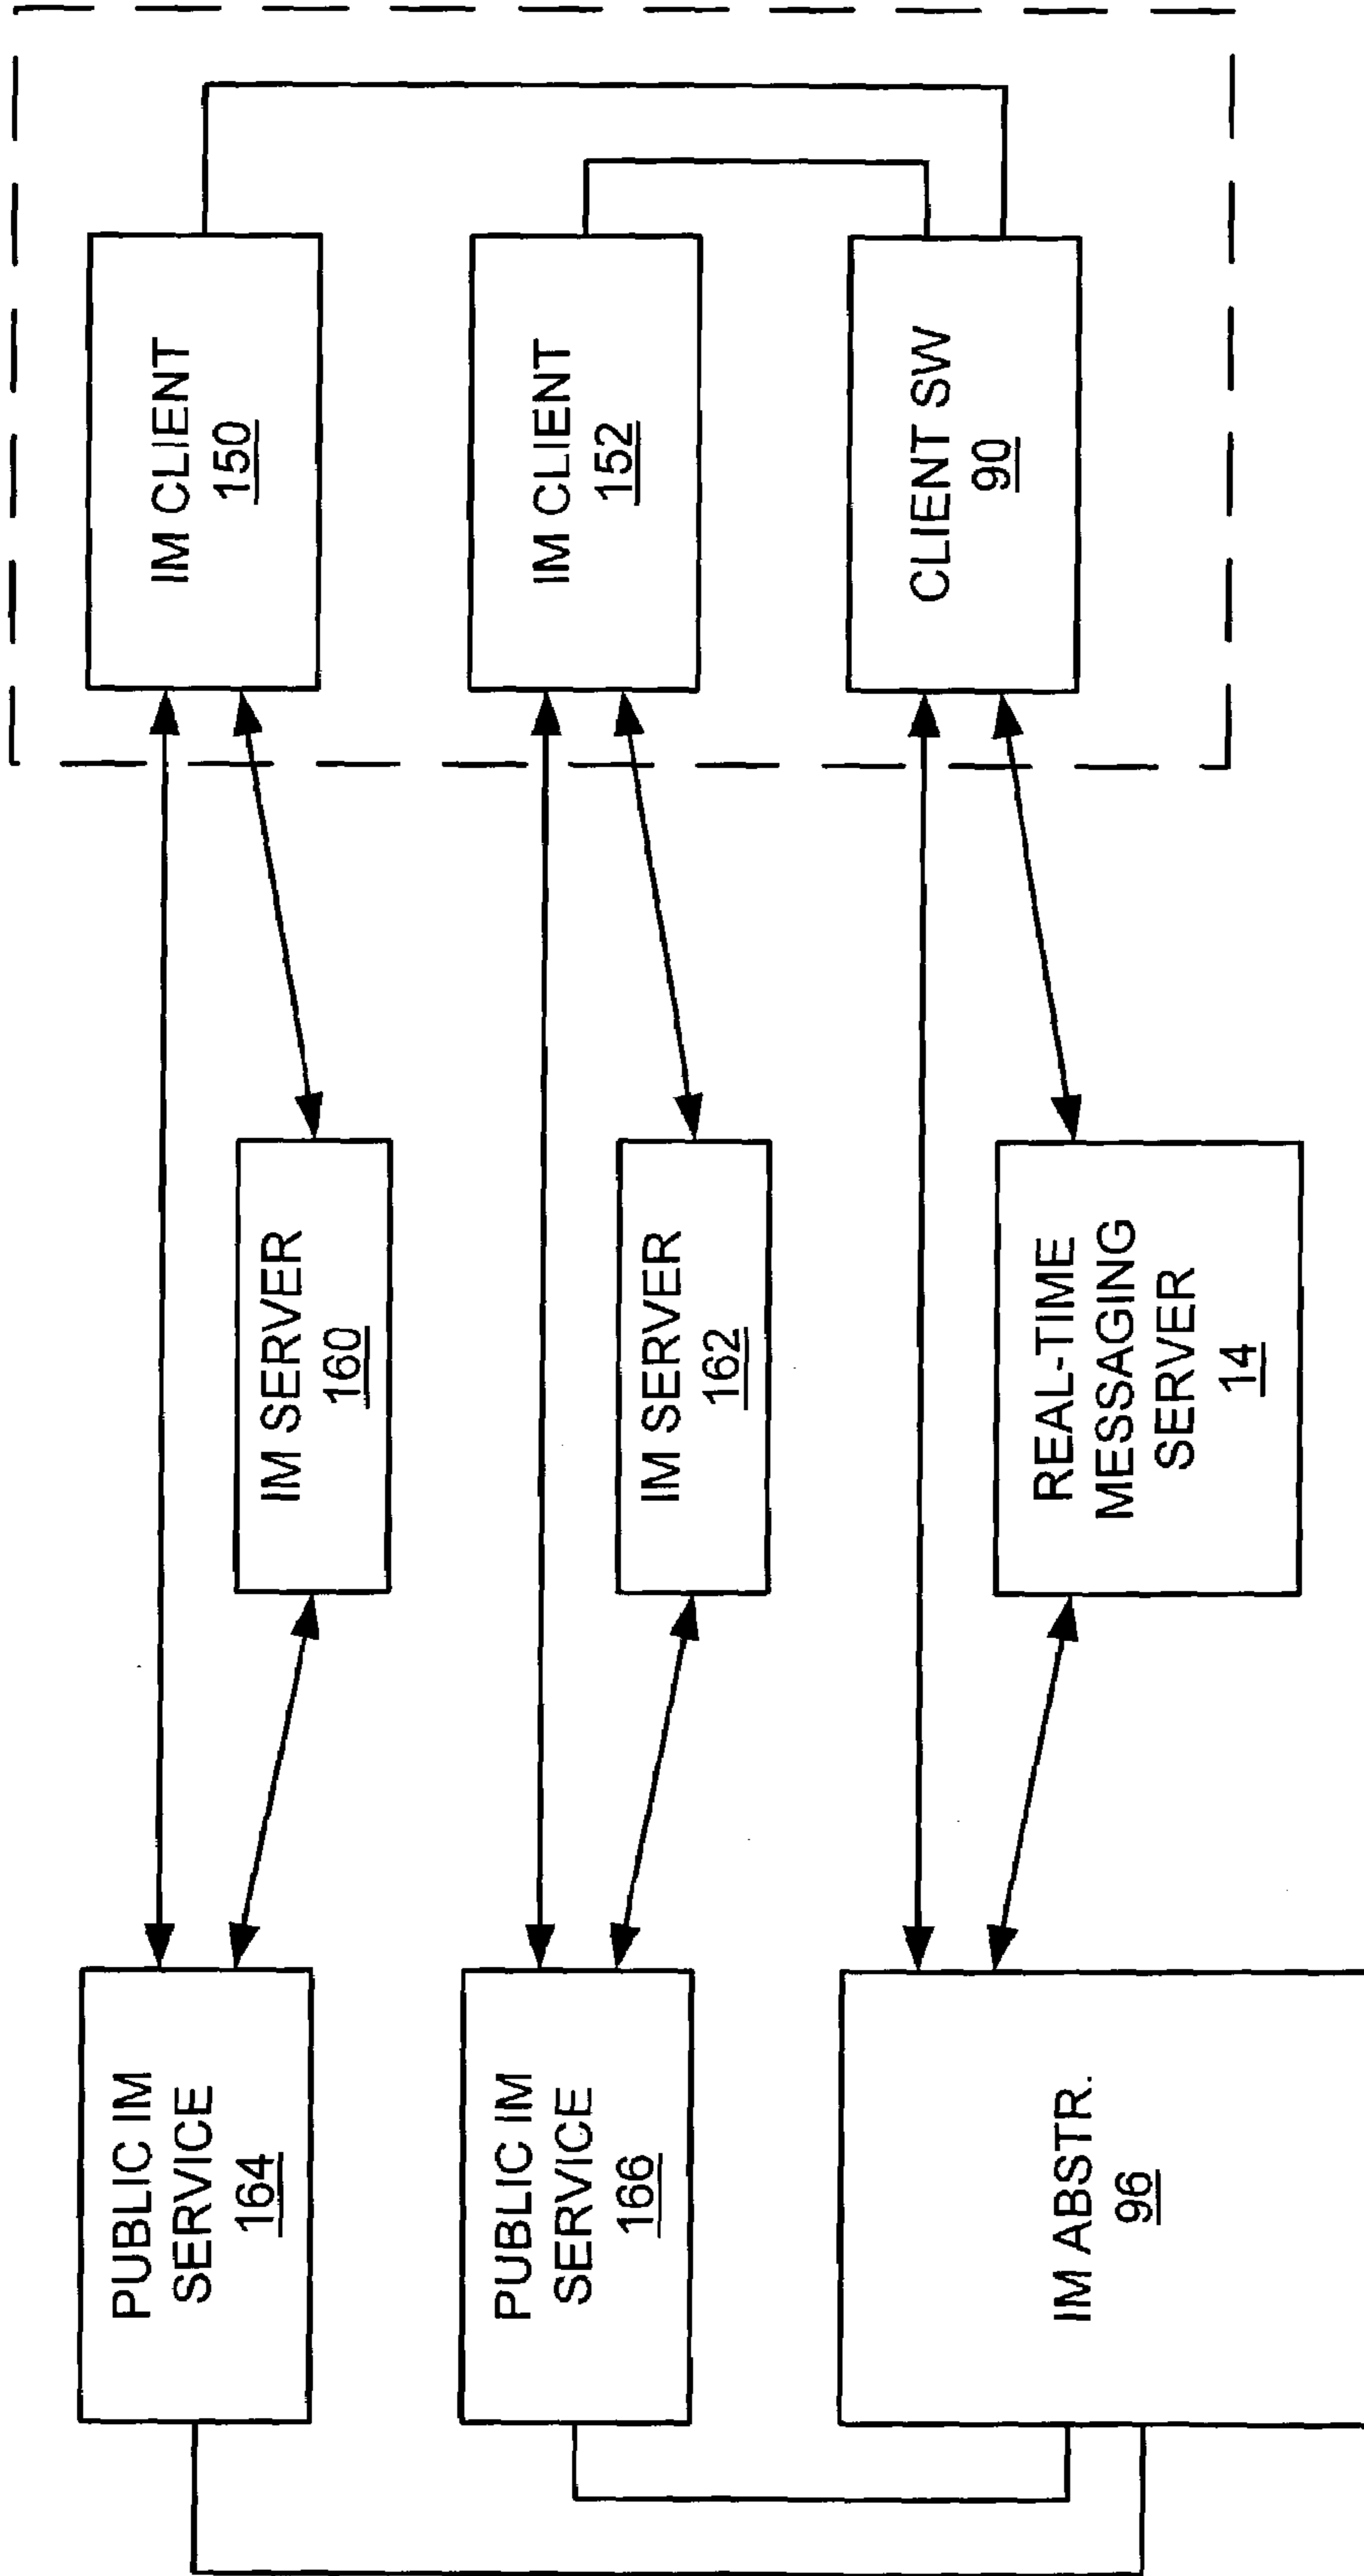 PUBLIC IM
SERVICE
164
IM SERVER
160
IM CLIENT
150
PUBLIC IM
SERVICE
166
IM SERVER
162
IM CLIENT
152
IM ABSTR.
96
REAL-TIME
MESSAGING
SERVER
14
CLIENT SW
90